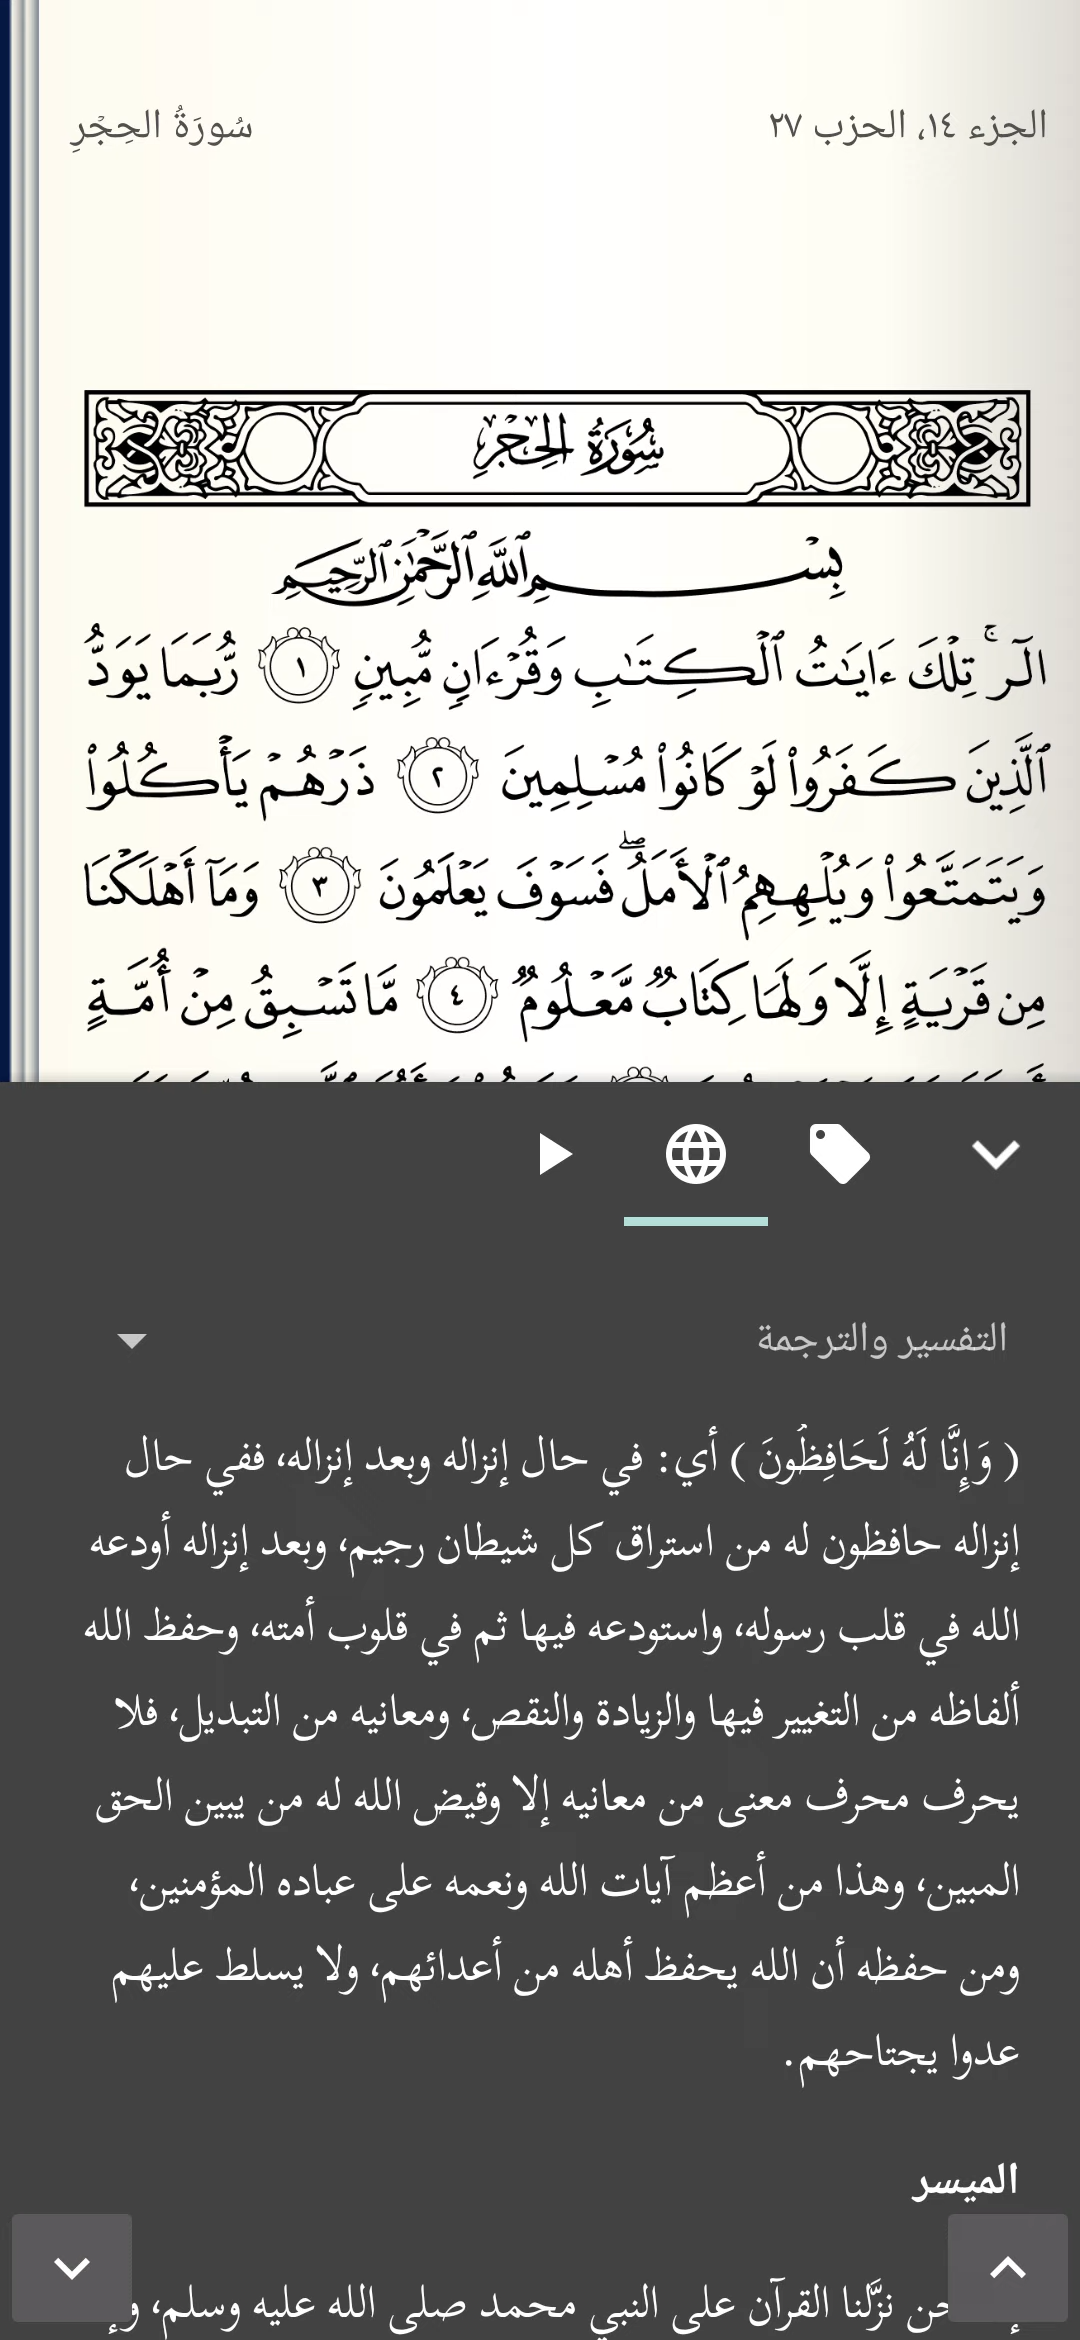 الجزء ١٤، الحزب ٢٧
سُورَةُ الحِجْرِ
سُورَةُ الحِجْرِ
بِسْمِ ٱللَّهِ ٱلرَّحْمَٰنِ ٱلرَّحِيمِ
الٓرۚ تِلْكَ ءَايَٰتُ ٱلْكِتَٰبِ وَقُرْءَانٍ مُّبِينٍ ١ رُّبَمَا يَوَدُّ
ٱلَّذِينَ كَفَرُوا۟ لَوْ كَانُوا۟ مُسْلِمِينَ ٢ ذَرْهُمْ يَأْكُلُوا۟
وَيَتَمَتَّعُوا۟ وَيُلْهِهِمُ ٱلْأَمَلُۖ فَسَوْفَ يَعْلَمُونَ ٣ وَمَآ أَهْلَكْنَا
مِن قَرْيَةٍ إِلَّا وَلَهَا كِتَابٌ مَّعْلُومٌ ٤ مَّا تَسْبِقُ مِنْ أُمَّةٍ
التفسير والترجمة
( وَإِنَّا لَهُ لَحَافِظُونَ ) أي: في حال إنزاله وبعد إنزاله، ففي حال
إنزاله حافظون له من استراق كل شيطان رجيم، وبعد إنزاله أودعه
الله في قلب رسوله، واستودعه فيها ثم في قلوب أمته، وحفظ الله
ألفاظه من التغيير فيها والزيادة والنقص، ومعانيه من التبديل، فلا
يحرف محرف معنى من معانيه إلا وقيض الله له من يبين الحق
المبين، وهذا من أعظم آيات الله ونعمه على عباده المؤمنين،
ومن حفظه أن الله يحفظ أهله من أعدائهم، ولا يسلط عليهم
عدوا يجتاحهم.
الميسر
نزَّلنا القرآن على النبي محمد صلى الله عليه وسلم،